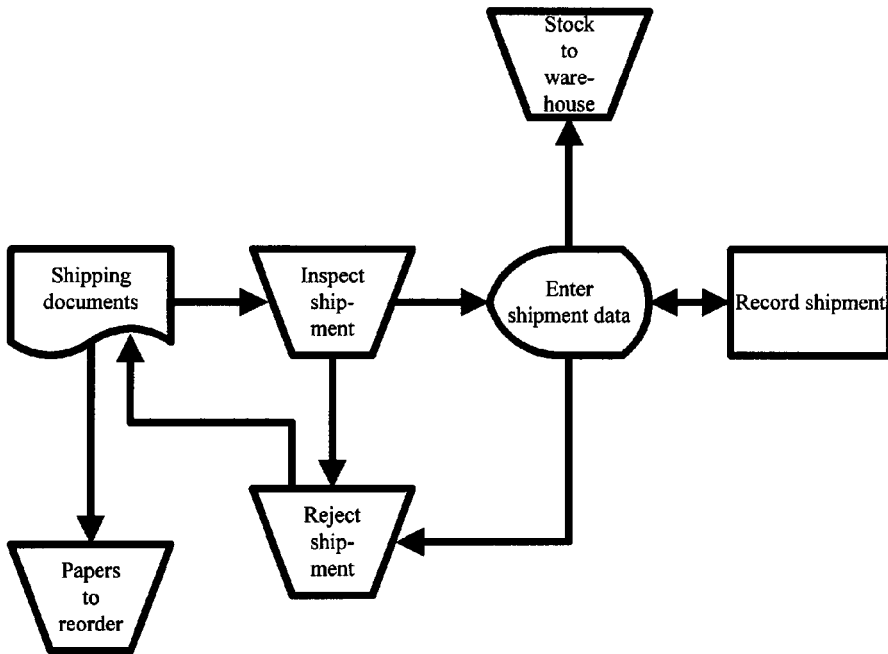 Stock
to
ware-
house
Shipping
documents
Inspect
ship-
ment
Enter
shipment data
Record shipment
Reject
ship-
ment
Papers
to
reorder